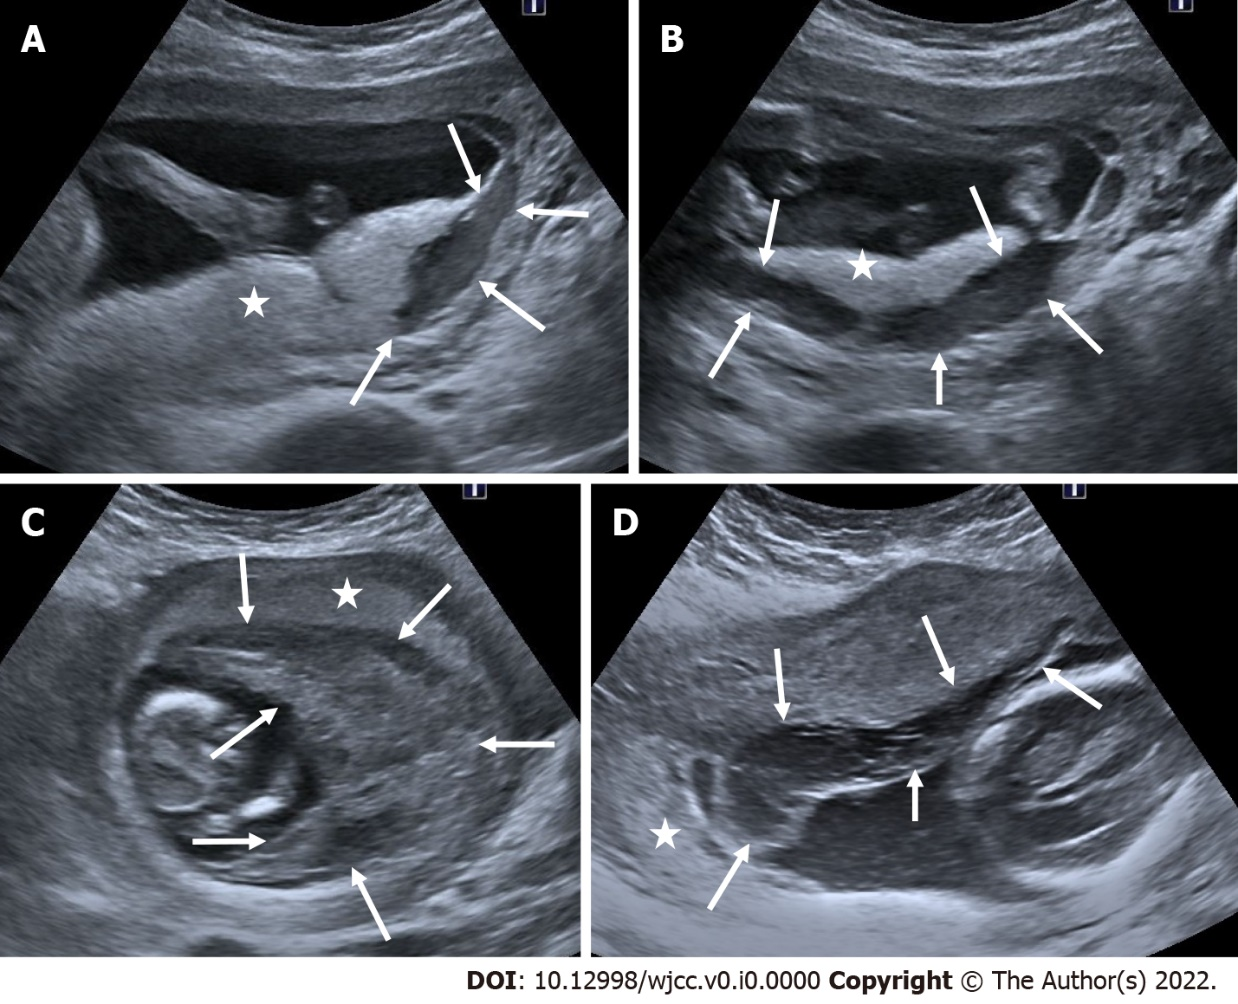 A
B
C
D
DOI: 10.12998/wjcc.v0.i0.0000 Copyright © The Author(s) 2022.